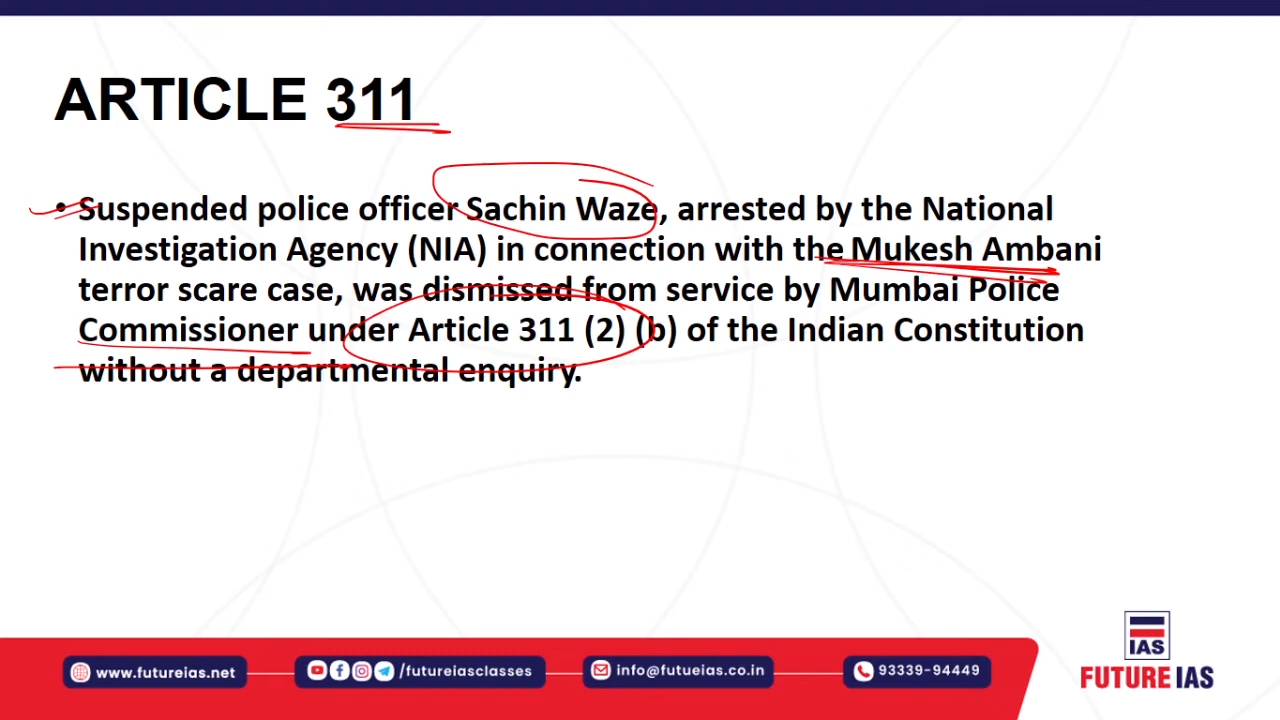 ARTICLE 311
• Suspended police officer Sachin Waze, arrested by the National
Investigation Agency (NIA) in connection with the Mukesh Ambani
terror scare case, was dismissed from service by Mumbai Police
Commissioner under Article 311 (2) (b) of the Indian Constitution
without a departmental enquiry.
IAS
FUTURE IAS
www.futureias.net
/futureiasclasses
info@futueias.co.in
93339-94449